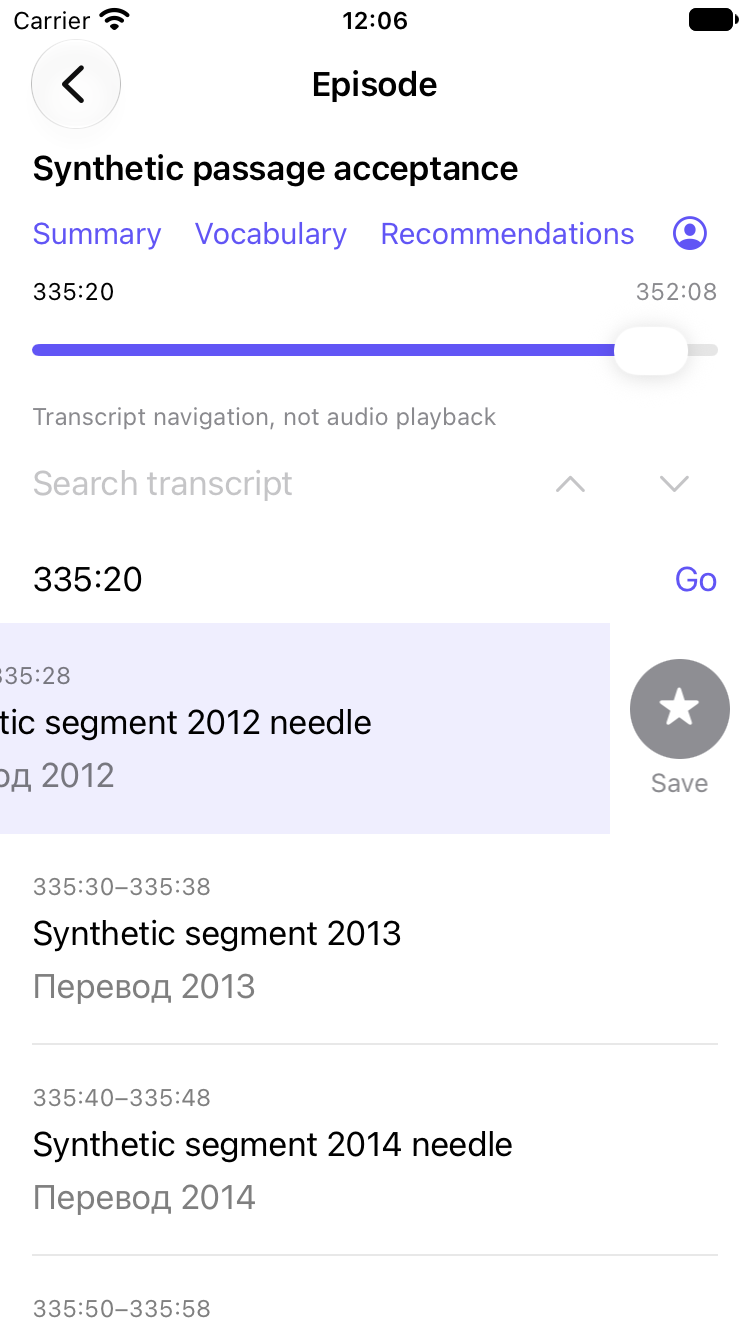 Carrier 12:06
Episode
Synthetic passage acceptance
Summary Vocabulary Recommendations
335:20 352:08
Transcript navigation, not audio playback
Search transcript
335:20 Go
335:28
tic segment 2012 needle
од 2012
Save
335:30–335:38
Synthetic segment 2013
Перевод 2013
335:40–335:48
Synthetic segment 2014 needle
Перевод 2014
335:50–335:58